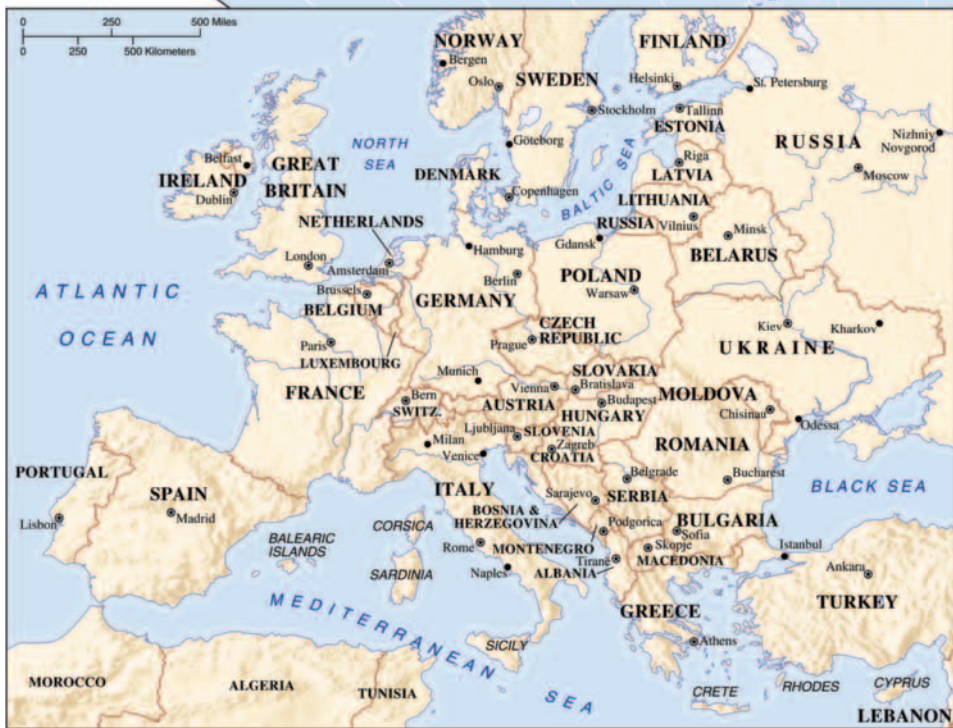 0 250 500 Miles
0 250 500 Kilometers
NORWAY
Bergen
Oslo
SWEDEN
FINLAND
Helsinki
St. Petersburg
Stockholm
Tallinn
ESTONIA
RUSSIA
Nizhniy
Novgorod
Moscow
NORTH
SEA
Göteborg
BALTIC SEA
Riga
LATVIA
Belfast
IRELAND
Dublin
GREAT
BRITAIN
DENMARK
Copenhagen
LITHUANIA
Vilnius
RUSSIA
Minsk
BELARUS
NETHERLANDS
Hamburg
Gdansk
London
Amsterdam
Berlin
POLAND
Warsaw
ATLANTIC
OCEAN
Brussels
BELGIUM
GERMANY
Kiev
Kharkov
UKRAINE
Paris
LUXEMBOURG
Prague
CZECH
REPUBLIC
FRANCE
Munich
SLOVAKIA
Vienna
Bratislava
MOLDOVA
Chisinau
Bern
SWITZ.
AUSTRIA
Budapest
HUNGARY
Odessa
Ljubljana
SLOVENIA
Milan
Venice
Zagreb
CROATIA
ROMANIA
PORTUGAL
SPAIN
Lisbon
Madrid
ITALY
Belgrade
Bucharest
SERBIA
Sarajevo
BOSNIA &
HERZEGOVINA
BLACK SEA
BALEARIC
ISLANDS
CORSICA
Rome
SARDINIA
Naples
MONTENEGRO
Podgorica
BULGARIA
Sofia
Skopje
MACEDONIA
Tiranë
ALBANIA
Istanbul
Ankara
TURKEY
GREECE
Athens
MEDITERRANEAN SEA
SICILY
MOROCCO
ALGERIA
TUNISIA
CRETE
RHODES
CYPRUS
LEBANON